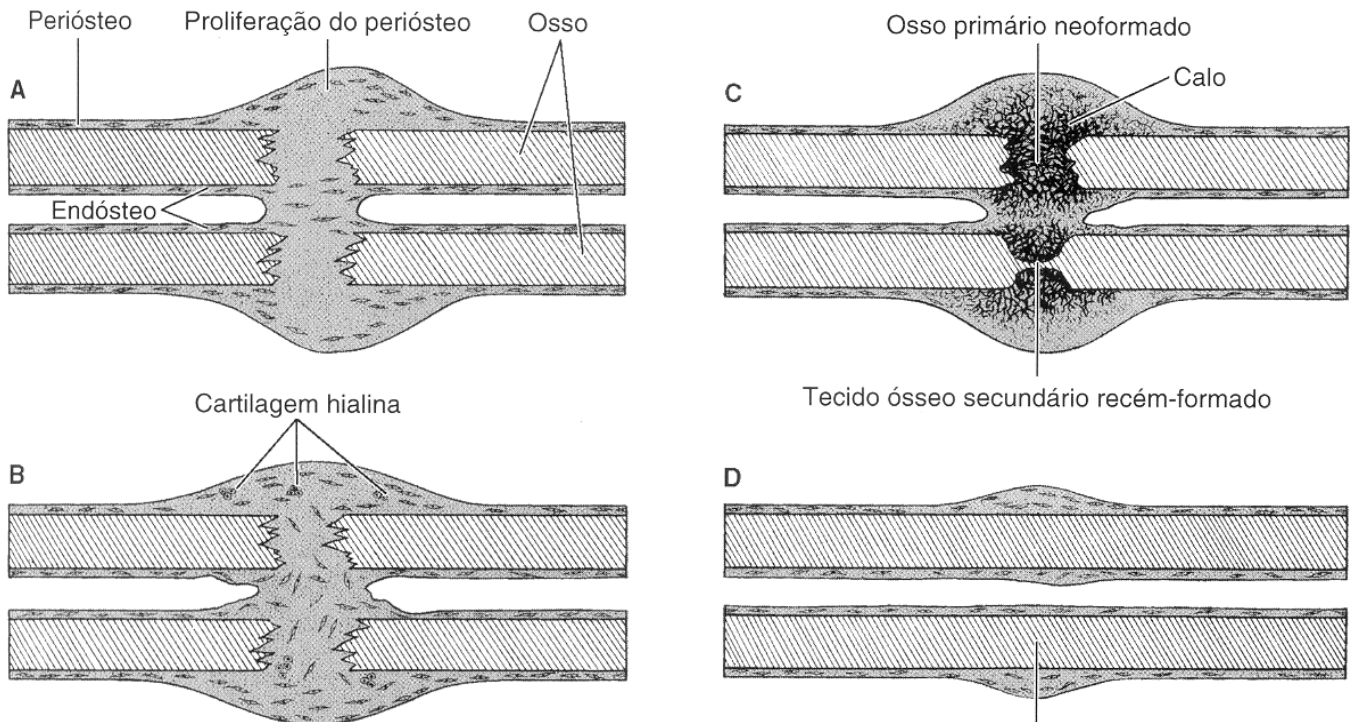 Periósteo
Proliferação do periósteo
Osso
A
Endósteo
Cartilagem hialina
B
Osso primário neoformado
Calo
C
Tecido ósseo secundário recém-formado
D